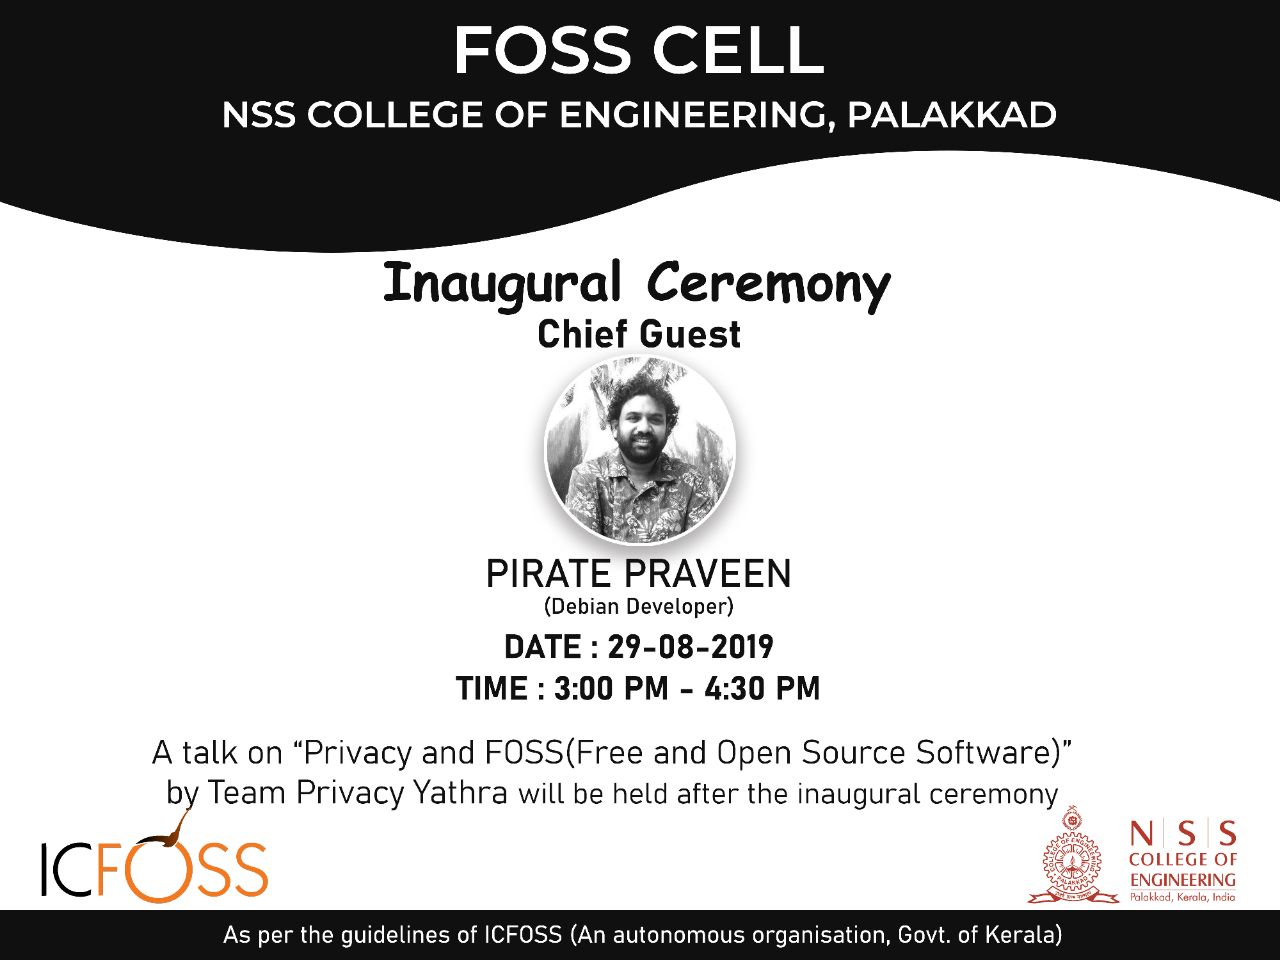 FOSS CELL
NSS COLLEGE OF ENGINEERING, PALAKKAD
Inaugural Ceremony
Chief Guest
PIRATE PRAVEEN
(Debian Developer)
DATE : 29-08-2019
TIME : 3:00 PM - 4:30 PM
A talk on “Privacy and FOSS(Free and Open Source Software)”
by Team Privacy Yathra will be held after the inaugural ceremony
ICFOSS
N|S|S
COLLEGE OF
ENGINEERING
Palakkad, Kerala, India
As per the guidelines of ICFOSS (An autonomous organisation, Govt. of Kerala)